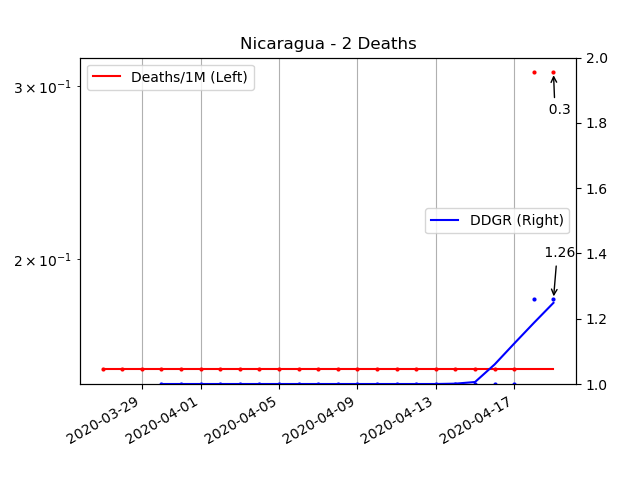 Nicaragua - 2 Deaths
Deaths/1M (Left)
DDGR (Right)
3 × 10⁻¹
2 × 10⁻¹
2.0
1.8
1.6
1.4
1.2
1.0
0.3
1.26
2020-03-29
2020-04-01
2020-04-05
2020-04-09
2020-04-13
2020-04-17